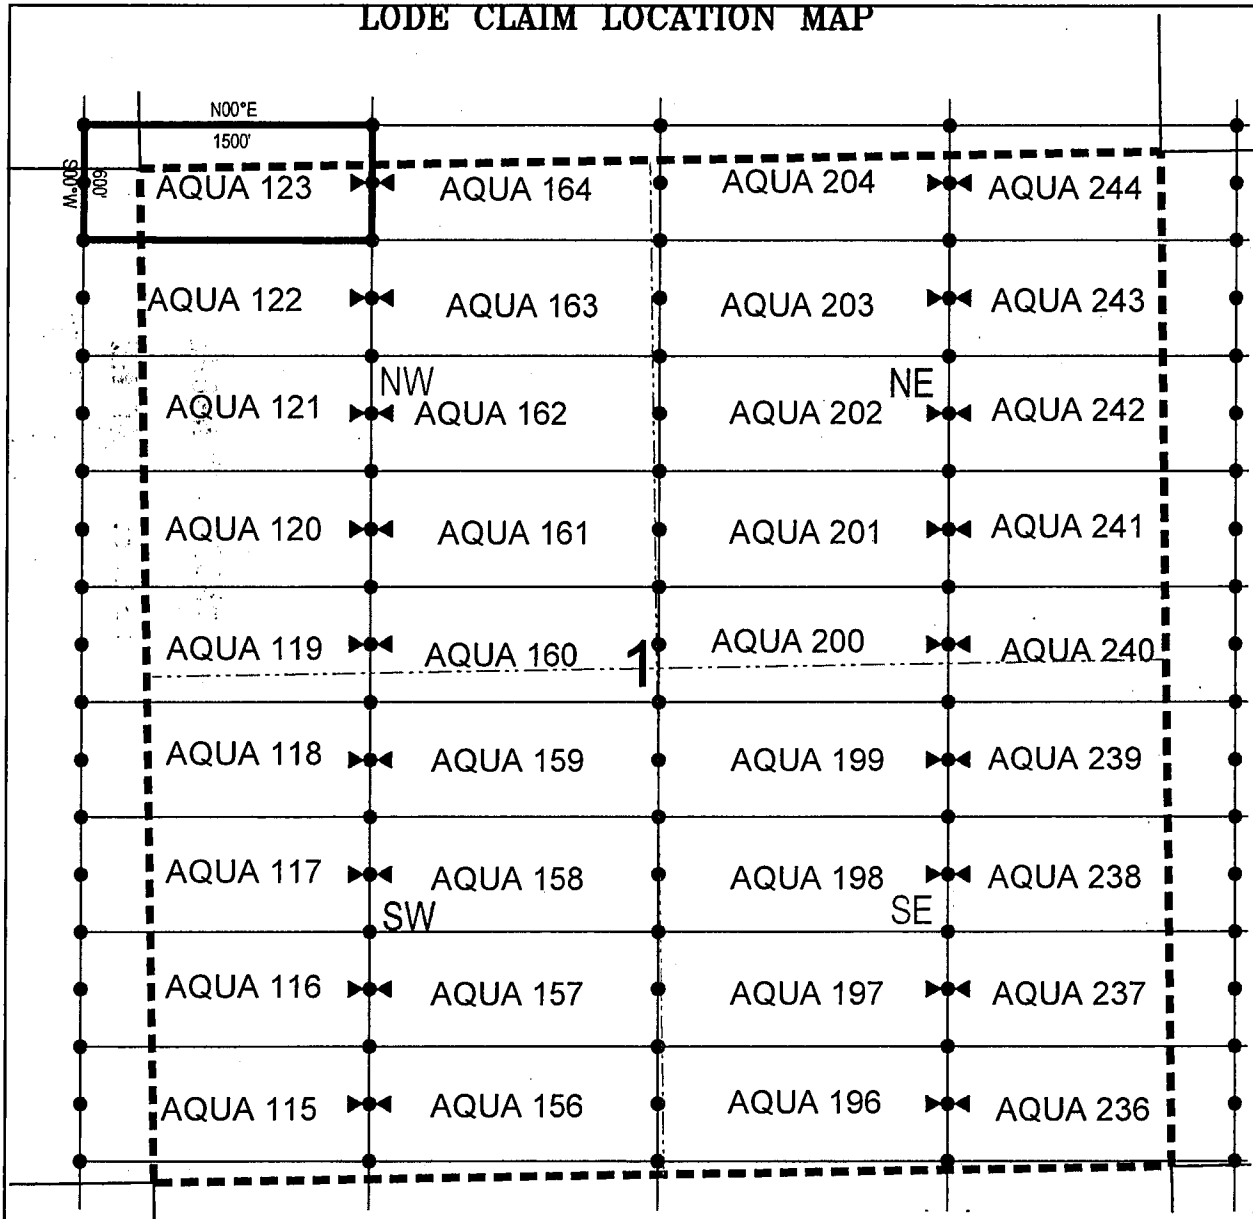 LODE CLAIM LOCATION MAP
N00°E
1500'
S00°W
600'
AQUA 123 AQUA 164 AQUA 204 AQUA 244
AQUA 122 AQUA 163 AQUA 203 AQUA 243
NW NE
AQUA 121 AQUA 162 AQUA 202 AQUA 242
AQUA 120 AQUA 161 AQUA 201 AQUA 241
AQUA 119 AQUA 160 1 AQUA 200 AQUA 240
AQUA 118 AQUA 159 AQUA 199 AQUA 239
AQUA 117 AQUA 158 AQUA 198 AQUA 238
SW SE
AQUA 116 AQUA 157 AQUA 197 AQUA 237
AQUA 115 AQUA 156 AQUA 196 AQUA 236